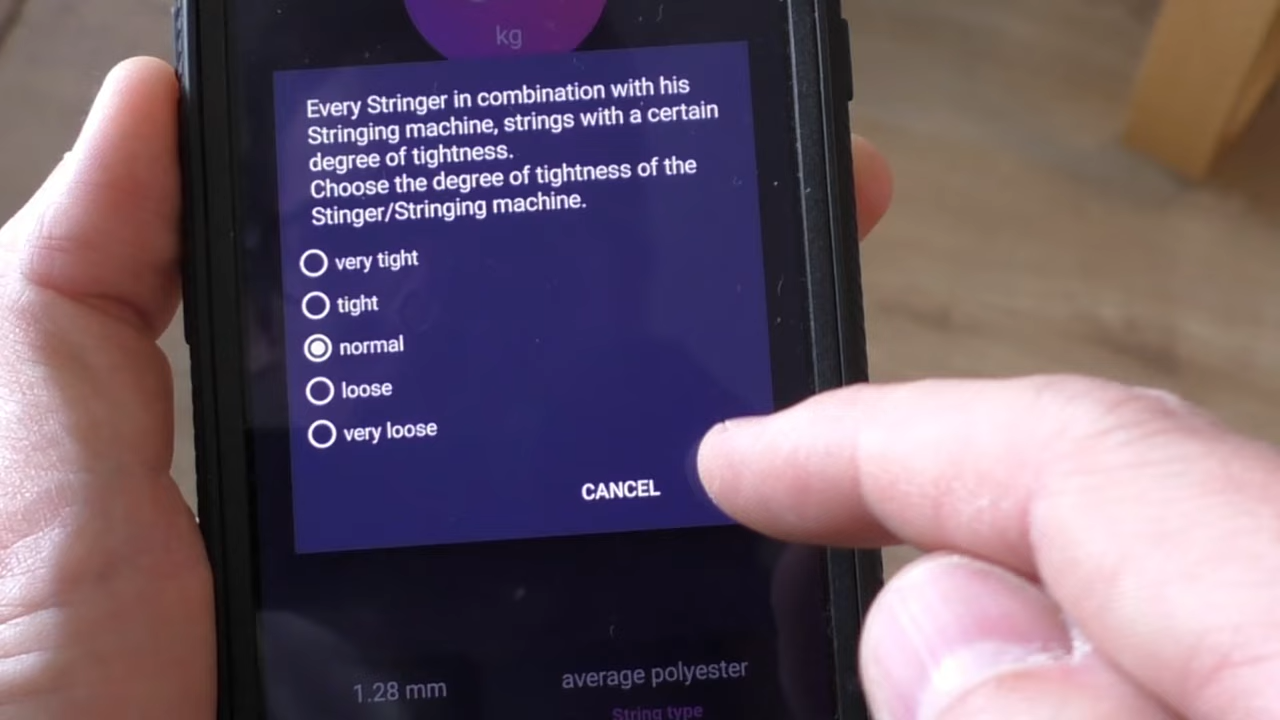 kg
Every Stringer in combination with his
Stringing machine, strings with a certain
degree of tightness.
Choose the degree of tightness of the
Stinger/Stringing machine.
very tight
tight
normal
loose
very loose
CANCEL
1.28 mm
average polyester
String type